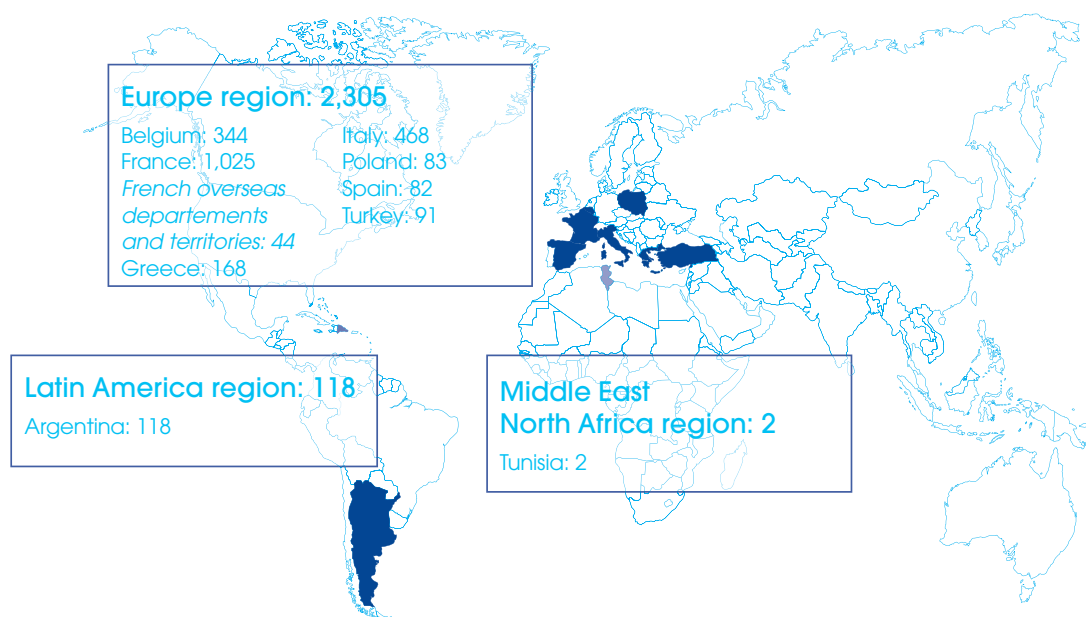 Europe region: 2,305
Belgium: 344
France: 1,025
French overseas
departements
and territories: 44
Greece: 168
Italy: 468
Poland: 83
Spain: 82
Turkey: 91
Latin America region: 118
Argentina: 118
Middle East
North Africa region: 2
Tunisia: 2